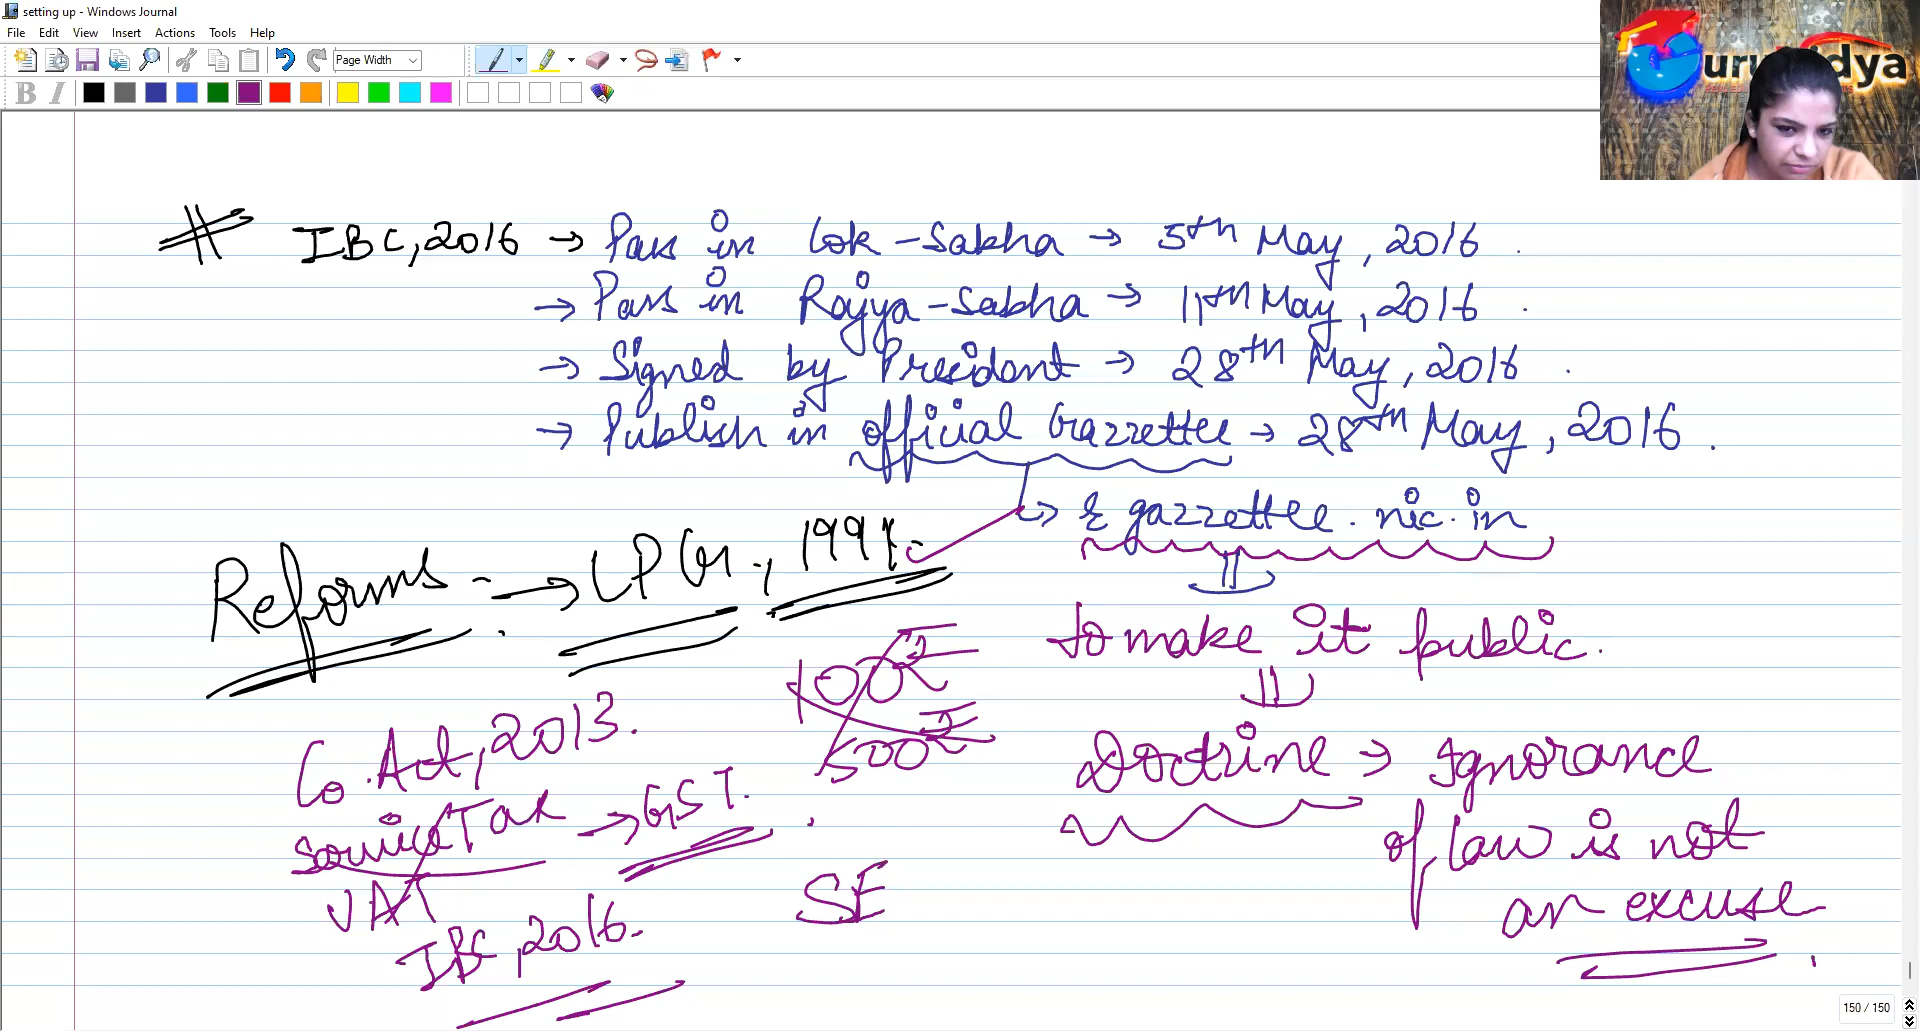 setting up - Windows Journal
File Edit View Insert Actions Tools Help
Page Width
B I
IBC, 2016 → Pass in Lok-Sabha → 5th May, 2016.
→ Pass in Rajya-Sabha → 11th May, 2016.
→ Signed by President → 28th May, 2016.
→ Publish in official Gazzettee → 28th May, 2016.
→ gazzettee.nic.in
Reforms → LPG, 1991.
to make it public.
100
500
Co. Act, 2013.
Service Tax → GST.
VAT
IBC, 2016.
SE
Doctrine → Ignorance
of law is not
an excuse
150 / 150